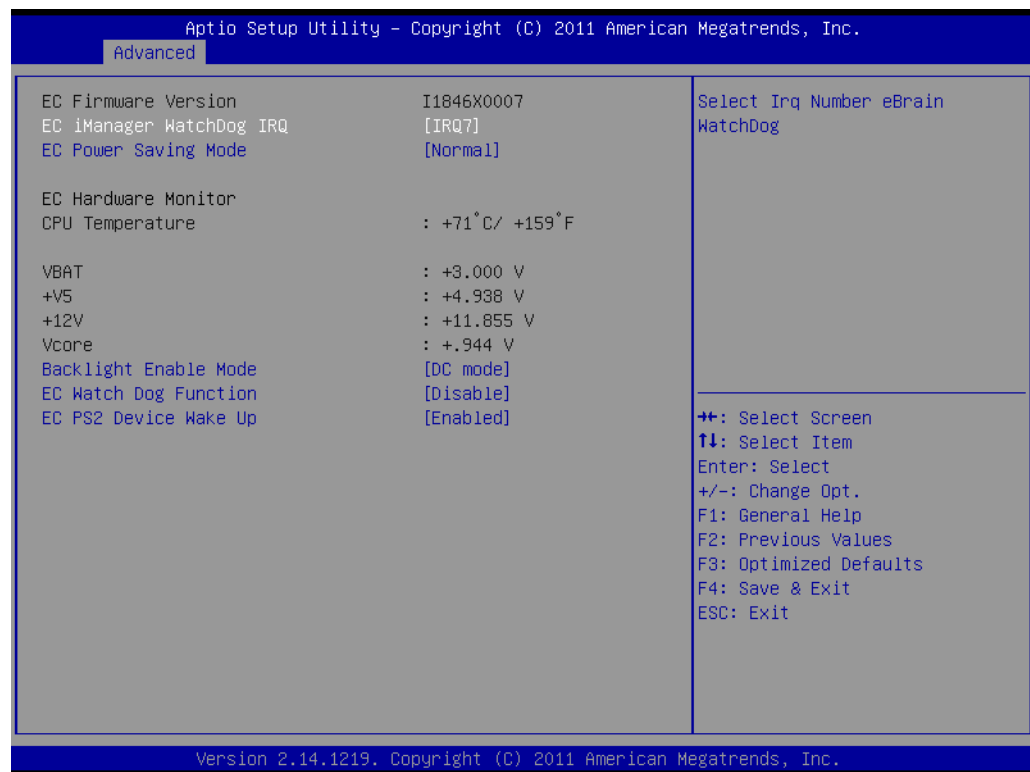 Aptio Setup Utility – Copyright (C) 2011 American Megatrends, Inc.
Advanced
EC Firmware Version I1846X0007
EC iManager WatchDog IRQ [IRQ7]
EC Power Saving Mode [Normal]
EC Hardware Monitor
CPU Temperature : +71°C/ +159°F
VBAT : +3.000 V
+V5 : +4.938 V
+12V : +11.855 V
Vcore : +.944 V
Backlight Enable Mode [DC mode]
EC Watch Dog Function [Disable]
EC PS2 Device Wake Up [Enabled]
Select Irq Number eBrain
WatchDog
→←: Select Screen
↑↓: Select Item
Enter: Select
+/-: Change Opt.
F1: General Help
F2: Previous Values
F3: Optimized Defaults
F4: Save & Exit
ESC: Exit
Version 2.14.1219. Copyright (C) 2011 American Megatrends, Inc.